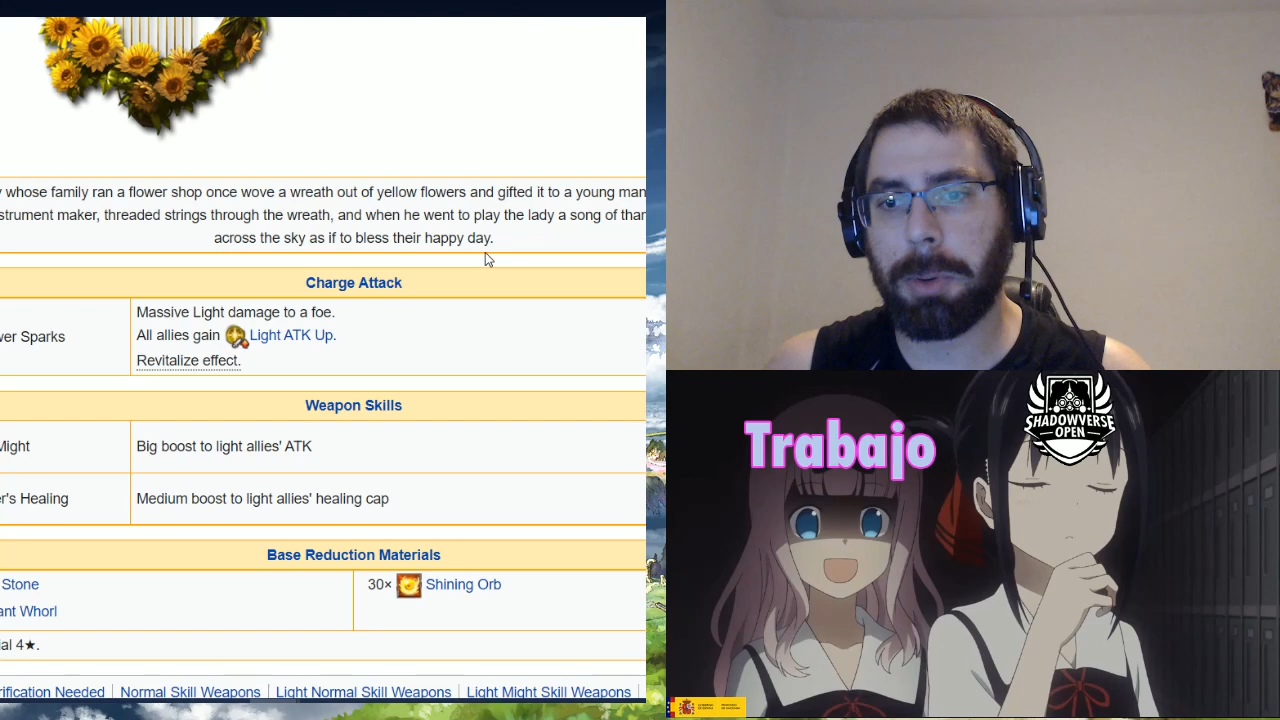 whose family ran a flower shop once wove a wreath out of yellow flowers and gifted it to a young man
strument maker, threaded strings through the wreath, and when he went to play the lady a song of than
across the sky as if to bless their happy day.
Charge Attack
ver Sparks
Massive Light damage to a foe.
All allies gain Light ATK Up.
Revitalize effect.
Weapon Skills
Might
Big boost to light allies' ATK
er's Healing
Medium boost to light allies' healing cap
Base Reduction Materials
Stone
ant Whorl
30× Shining Orb
ial 4★.
rification Needed | Normal Skill Weapons | Light Normal Skill Weapons | Light Might Skill Weapons |
Trabajo
SHADOWVERSE
OPEN